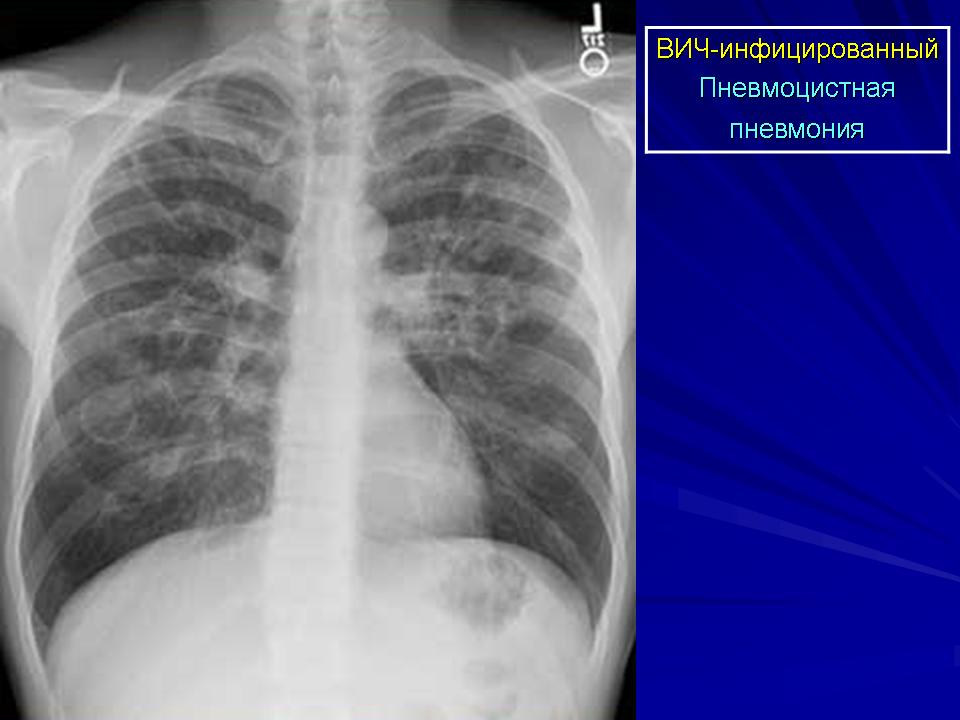 L
ВИЧ-инфицированный
Пневмоцистная
пневмония